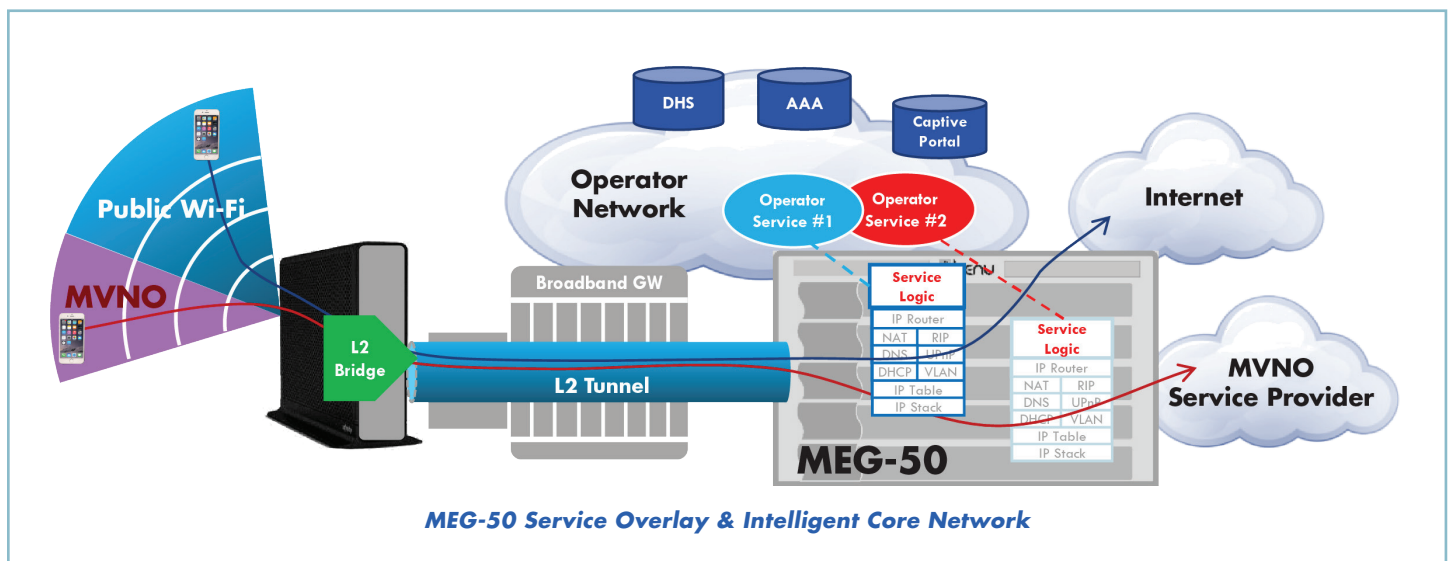 DHS
AAA
Captive
Portal
Operator
Network
Operator
Service #1
Operator
Service #2
Internet
Public Wi-Fi
MVNO
Broadband GW
L2
Bridge
L2 Tunnel
Service
Logic
IP Router
NAT RIP
DNS UPnP
DHCP VLAN
IP Table
IP Stack
Service
Logic
IP Router
NAT RIP
DNS UPnP
DHCP VLAN
IP Table
IP Stack
MVNO
Service Provider
MEG-50
MEG-50 Service Overlay & Intelligent Core Network